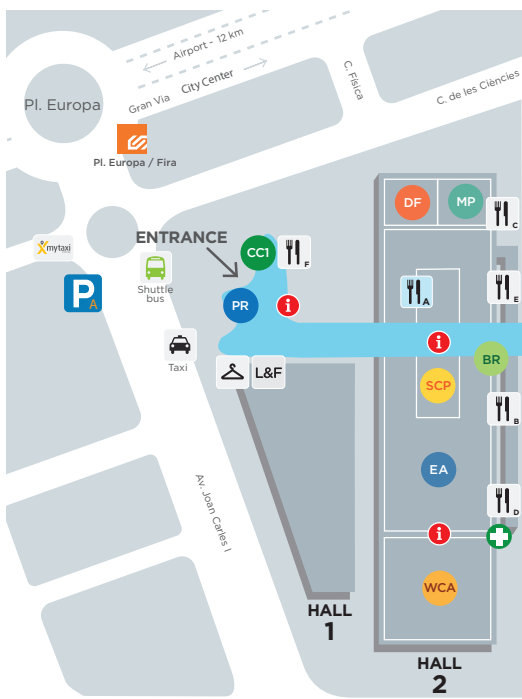 Airport - 12 km
City Center
Gran Via
C. Física
C. de les Ciències
Pl. Europa
Pl. Europa / Fira
mytaxi
P
A
Shuttle
bus
Taxi
ENTRANCE
CC1
F
PR
i
L&F
Av. Joan Carles I
DF
MP
C
A
E
i
BR
SCP
B
EA
D
i
WCA
HALL
1
HALL
2